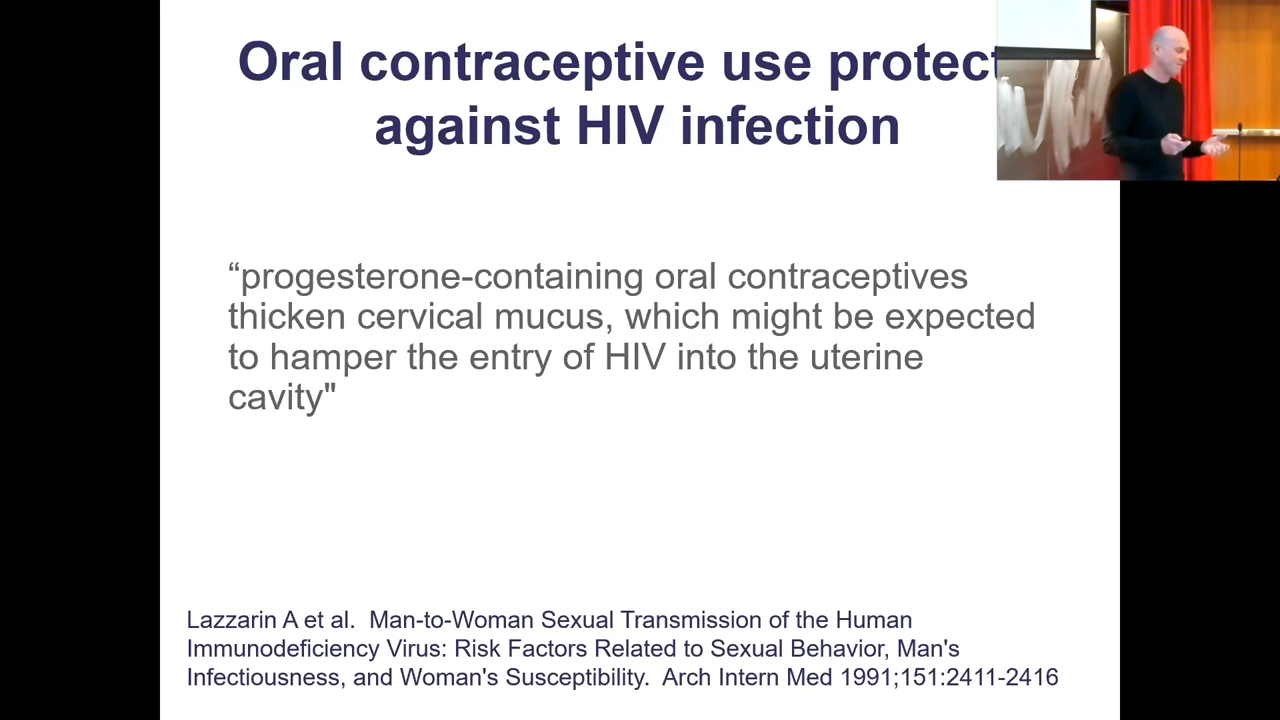 Oral contraceptive use protect
against HIV infection
“progesterone-containing oral contraceptives
thicken cervical mucus, which might be expected
to hamper the entry of HIV into the uterine
cavity"
Lazzarin A et al.  Man-to-Woman Sexual Transmission of the Human
Immunodeficiency Virus: Risk Factors Related to Sexual Behavior, Man's
Infectiousness, and Woman's Susceptibility.  Arch Intern Med 1991;151:2411-2416